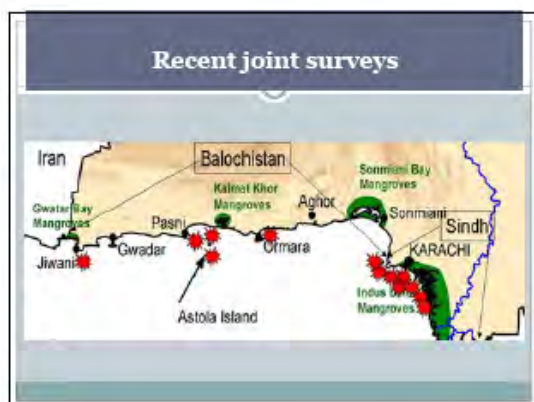 Recent joint surveys
Iran
Balochistan
Sonmiani Bay
Mangroves
Gwatar Bay
Mangroves
Kalmat Khor
Mangroves
Aghor
Sonmiani
Pasni
Sindh
Gwadar
Ormara
KARACHI
Jiwani
Astola Island
Indus
Mangroves